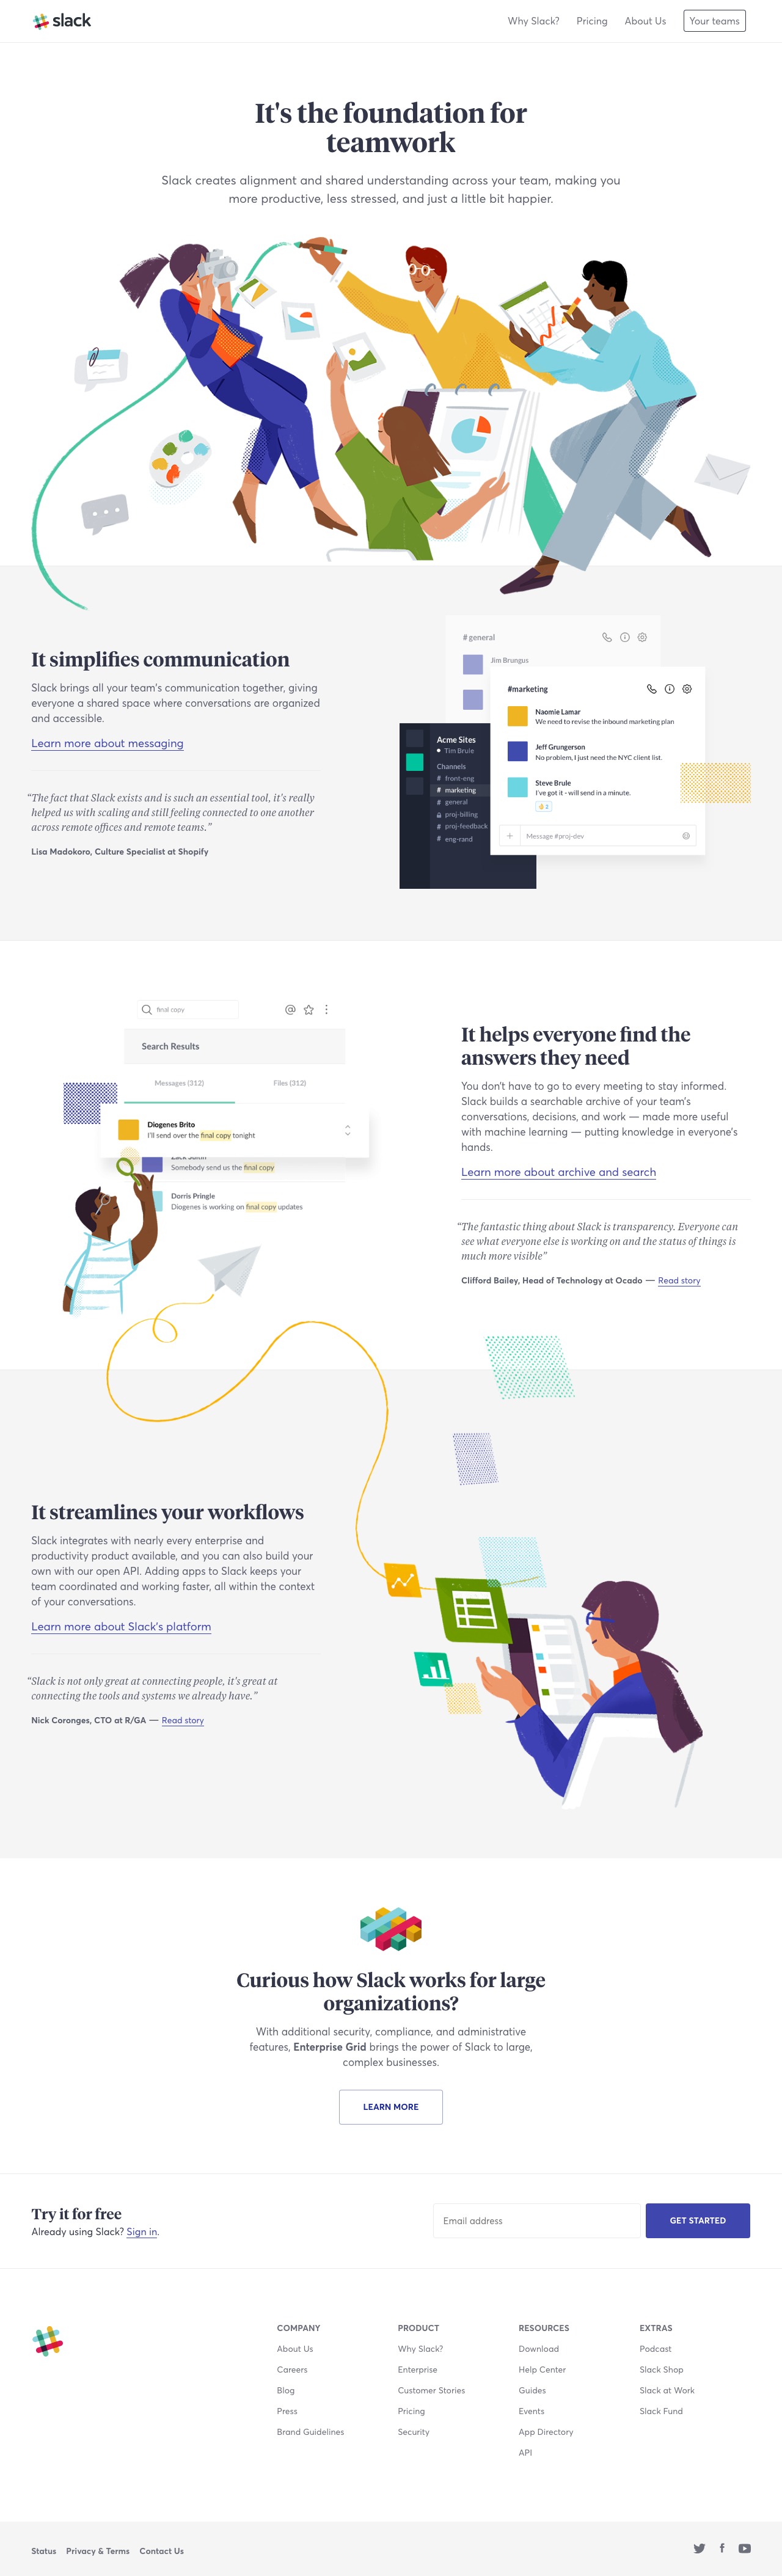 slack
Why Slack?
Pricing
About Us
Your teams
It's the foundation for
teamwork
Slack creates alignment and shared understanding across your team, making you
more productive, less stressed, and just a little bit happier.
It simplifies communication
Slack brings all your team's communication together, giving
everyone a shared space where conversations are organized
and accessible.
Learn more about messaging
“The fact that Slack exists and is such an essential tool, it's really
helped us with scaling and still feeling connected to one another
across remote offices and remote teams.”
Lisa Madokoro, Culture Specialist at Shopify
# general
Jim Brungus
#marketing
Naomie Lamar
We need to revise the inbound marketing plan
Jeff Grungerson
No problem, I just need the NYC client list.
Steve Brule
I've got it - will send in a minute.
Message #proj-dev
Acme Sites
Tim Brule
Channels
# front-eng
# marketing
# general
proj-billing
# proj-feedback
# eng-rand
final copy
Search Results
Messages (312)
Files (312)
Diogenes Brito
I'll send over the final copy tonight
Somebody send us the final copy
Dorris Pringle
Diogenes is working on final copy updates
It helps everyone find the
answers they need
You don't have to go to every meeting to stay informed.
Slack builds a searchable archive of your team's
conversations, decisions, and work — made more useful
with machine learning — putting knowledge in everyone's
hands.
Learn more about archive and search
“The fantastic thing about Slack is transparency. Everyone can
see what everyone else is working on and the status of things is
much more visible”
Clifford Bailey, Head of Technology at Ocado — Read story
It streamlines your workflows
Slack integrates with nearly every enterprise and
productivity product available, and you can also build your
own with our open API. Adding apps to Slack keeps your
team coordinated and working faster, all within the context
of your conversations.
Learn more about Slack's platform
“Slack is not only great at connecting people, it's great at
connecting the tools and systems we already have.”
Nick Coronges, CTO at R/GA — Read story
Curious how Slack works for large
organizations?
With additional security, compliance, and administrative
features, Enterprise Grid brings the power of Slack to large,
complex businesses.
LEARN MORE
Try it for free
Already using Slack? Sign in.
Email address
GET STARTED
COMPANY
About Us
Careers
Blog
Press
Brand Guidelines
PRODUCT
Why Slack?
Enterprise
Customer Stories
Pricing
Security
RESOURCES
Download
Help Center
Guides
Events
App Directory
API
EXTRAS
Podcast
Slack Shop
Slack at Work
Slack Fund
Status
Privacy & Terms
Contact Us